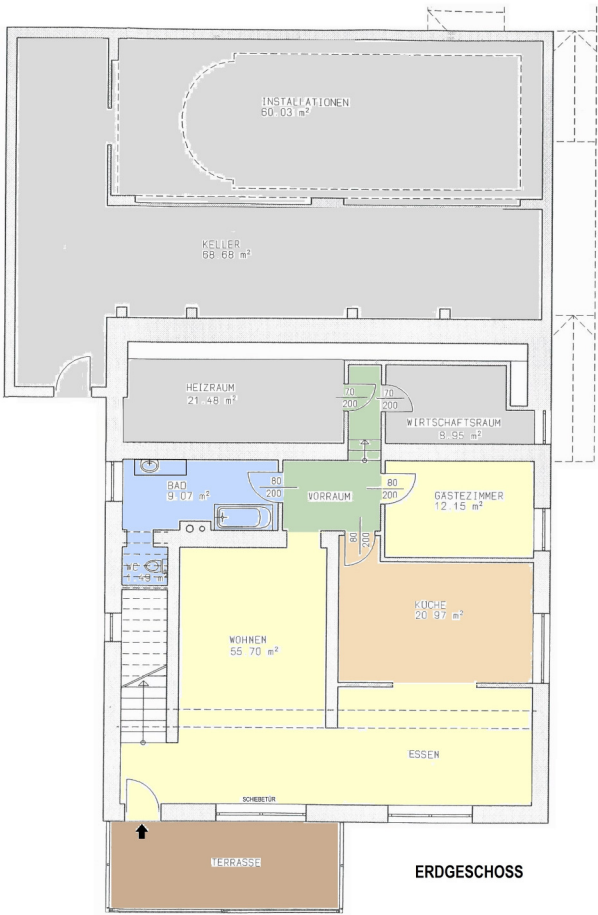 INSTALLATIONEN
60.03 m²
KELLER
68.68 m²
HEIZRAUM
21.48 m²
70
200
70
200
WIRTSCHAFTSRAUM
8.95 m²
BAD
9.07 m²
80
200
VORRAUM
80
200
GÄSTEZIMMER
12.15 m²
80
200
WC
KÜCHE
20.97 m²
WOHNEN
55.70 m²
ESSEN
SCHIEBETÜR
TERRASSE
ERDGESCHOSS